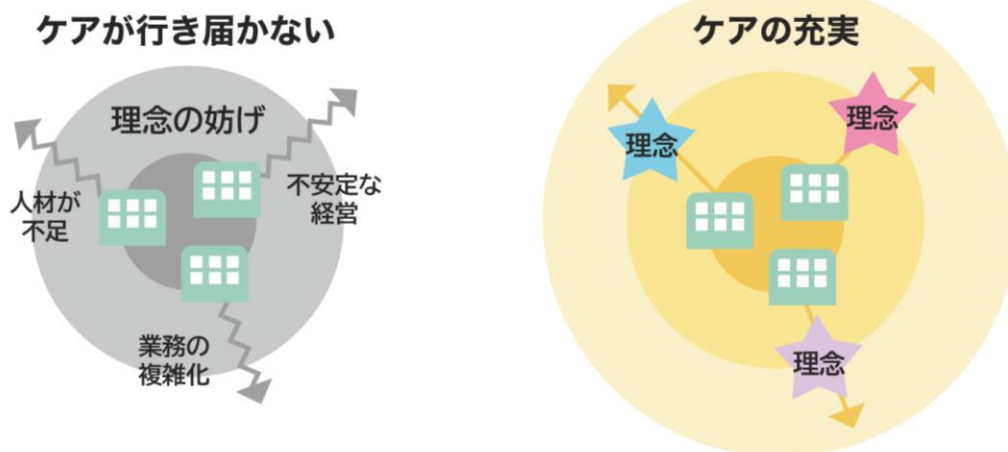 ケアが行き届かない
理念の妨げ
人材が
不足
不安定な
経営
業務の
複雑化
ケアの充実
理念
理念
理念